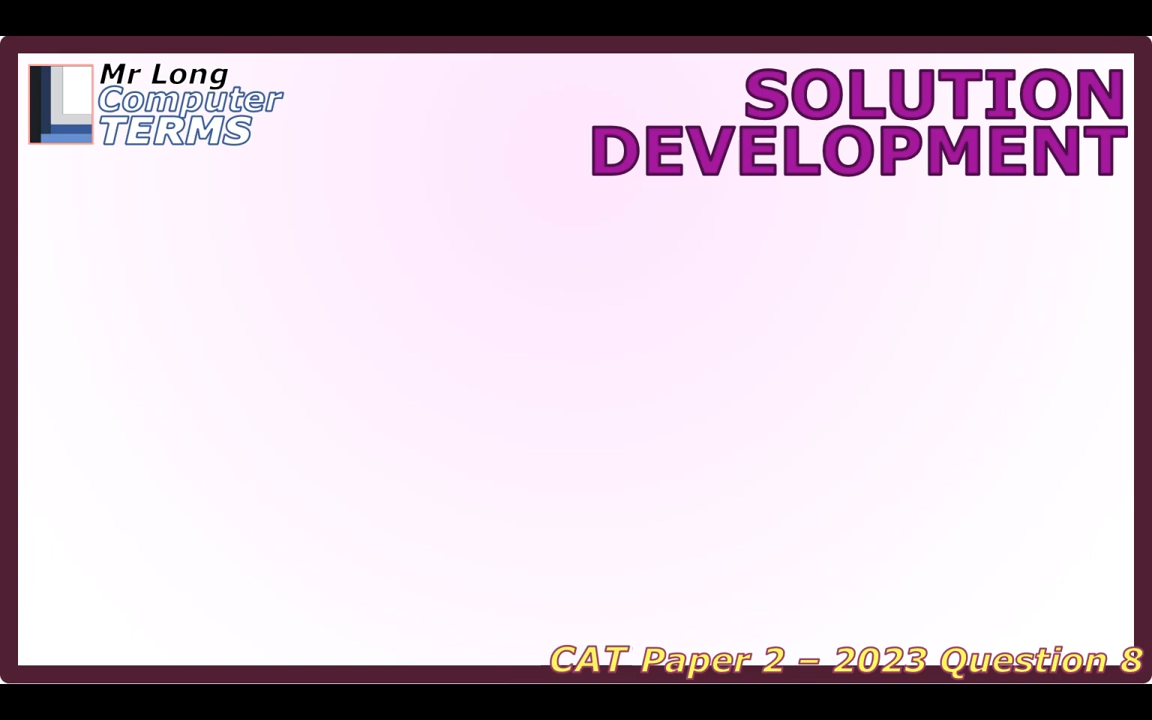 Mr Long
Computer
TERMS
SOLUTION
DEVELOPMENT
CAT Paper 2 – 2023 Question 8